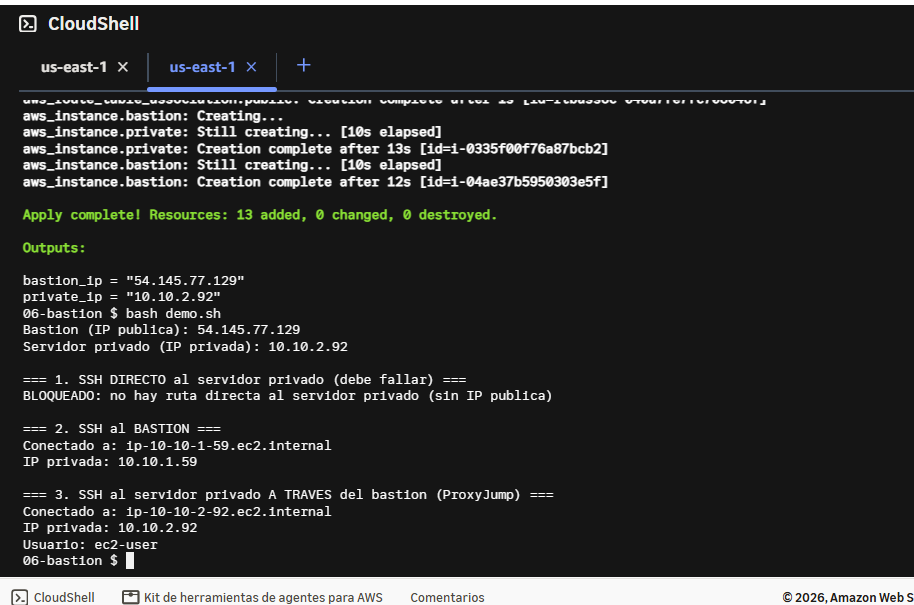 CloudShell
us-east-1 × us-east-1 × +
aws_route_table_association.public: Creation complete after 1s
aws_instance.bastion: Creating...
aws_instance.private: Still creating... [10s elapsed]
aws_instance.private: Creation complete after 13s [id=i-0335f00f76a87bcb2]
aws_instance.bastion: Still creating... [10s elapsed]
aws_instance.bastion: Creation complete after 12s [id=i-04ae37b5950303e5f]
Apply complete! Resources: 13 added, 0 changed, 0 destroyed.
Outputs:
bastion_ip = "54.145.77.129"
private_ip = "10.10.2.92"
06-bastion $ bash demo.sh
Bastion (IP publica): 54.145.77.129
Servidor privado (IP privada): 10.10.2.92
=== 1. SSH DIRECTO al servidor privado (debe fallar) ===
BLOQUEADO: no hay ruta directa al servidor privado (sin IP publica)
=== 2. SSH al BASTION ===
Conectado a: ip-10-10-1-59.ec2.internal
IP privada: 10.10.1.59
=== 3. SSH al servidor privado A TRAVES del bastion (ProxyJump) ===
Conectado a: ip-10-10-2-92.ec2.internal
IP privada: 10.10.2.92
Usuario: ec2-user
06-bastion $
CloudShell Kit de herramientas de agentes para AWS Comentarios © 2026, Amazon Web S